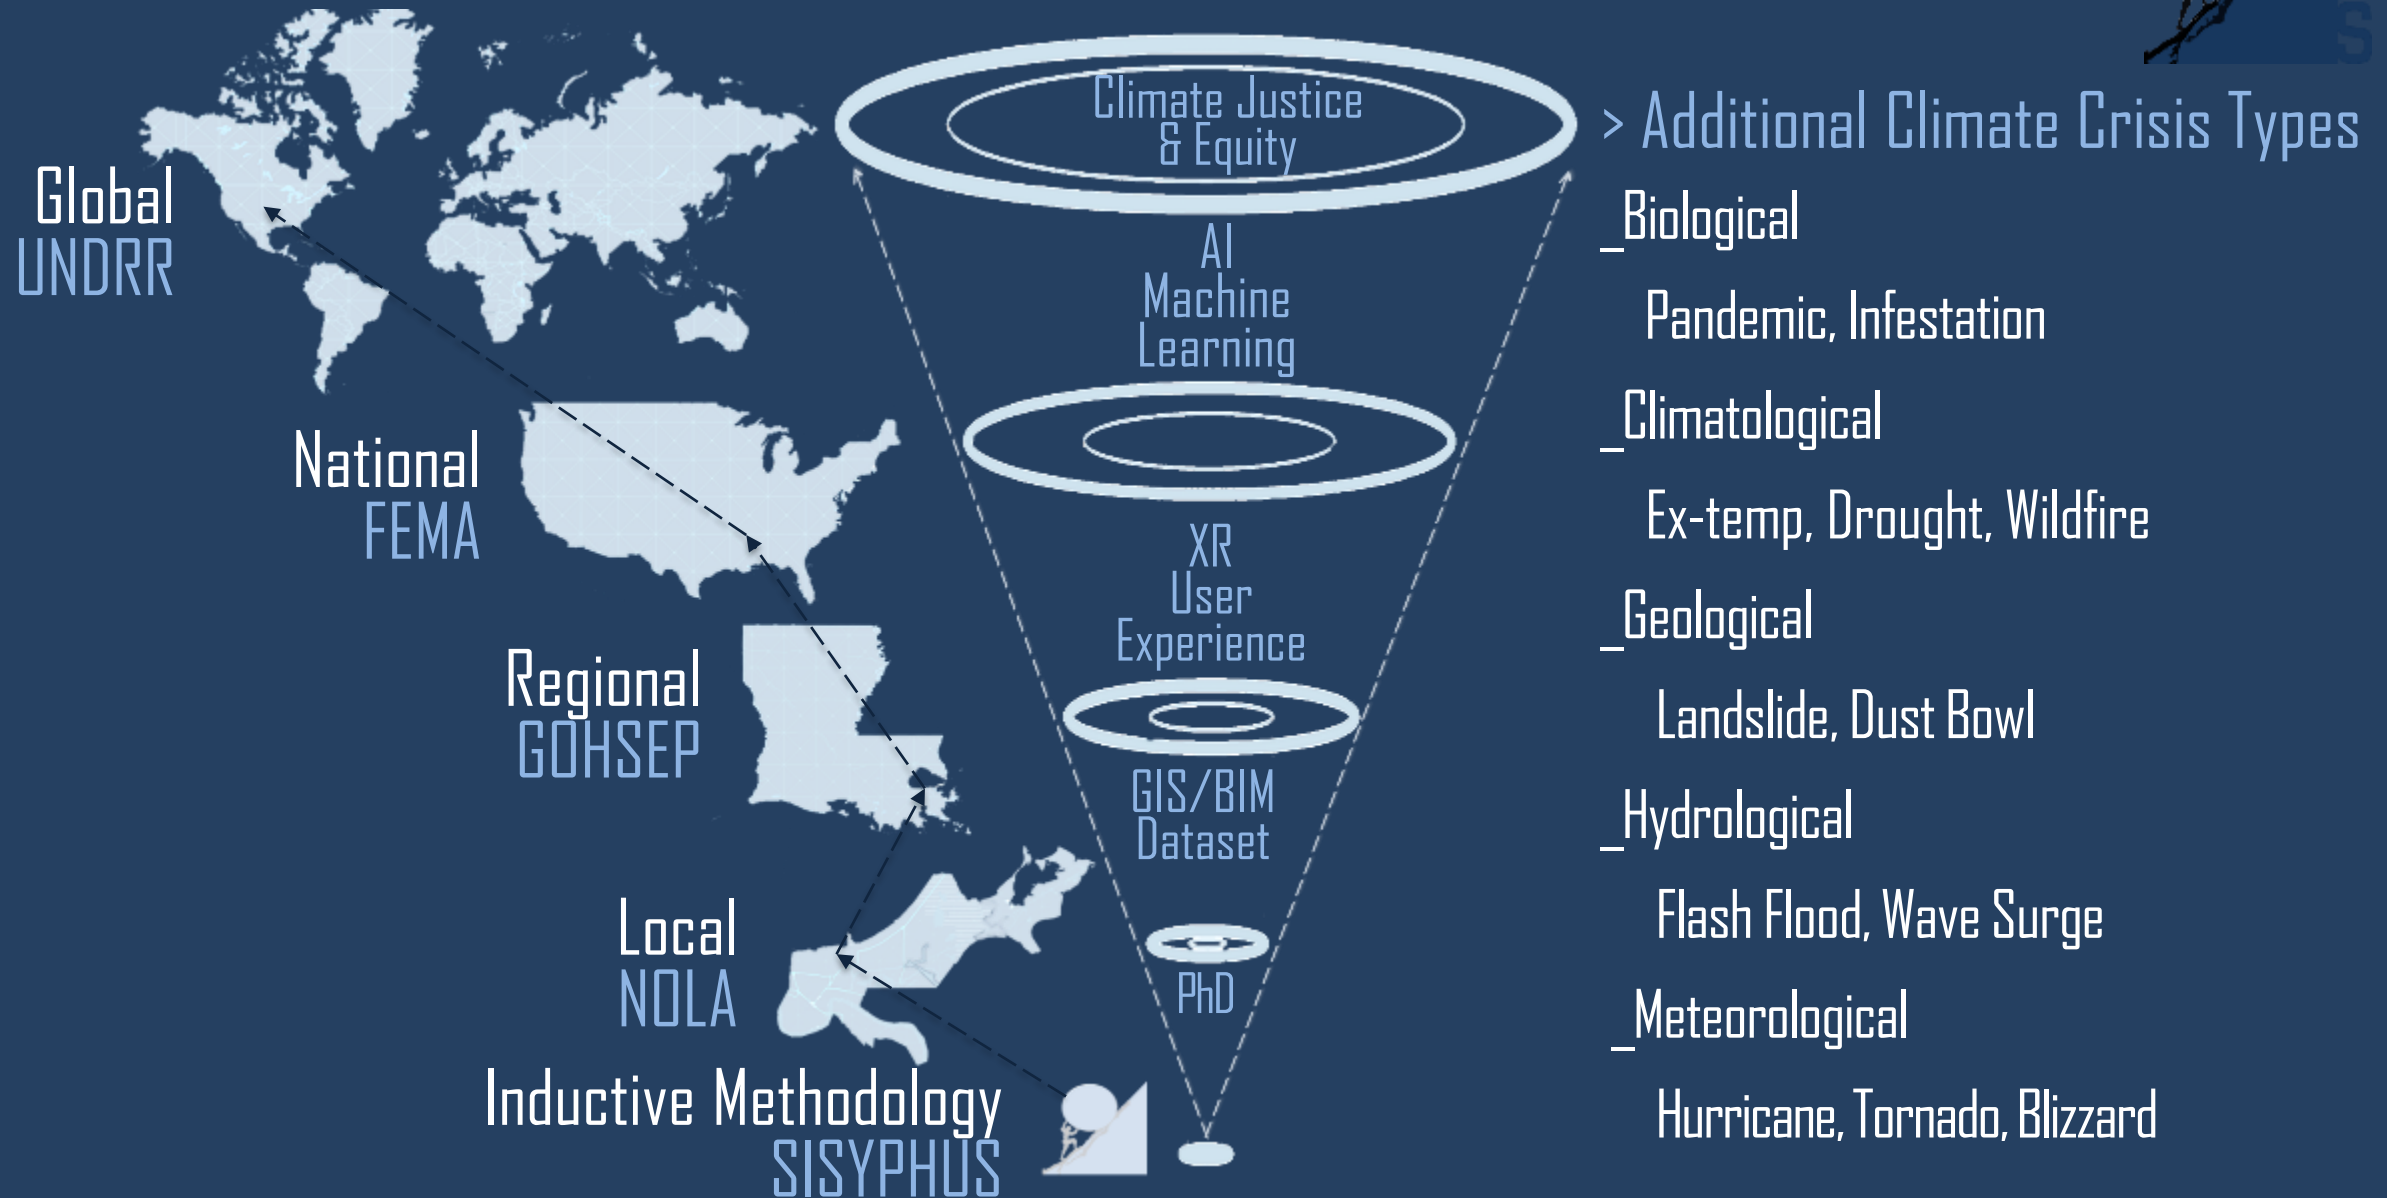 Global
UNDRR
National
FEMA
Regional
GOHSEP
Local
NOLA
Inductive Methodology
SISYPHUS
Climate Justice
& Equity
AI
Machine
Learning
XR
User
Experience
GIS/BIM
Dataset
PhD
S
> Additional Climate Crisis Types
_Biological
Pandemic, Infestation
_Climatological
Ex-temp, Drought, Wildfire
_Geological
Landslide, Dust Bowl
_Hydrological
Flash Flood, Wave Surge
_Meteorological
Hurricane, Tornado, Blizzard